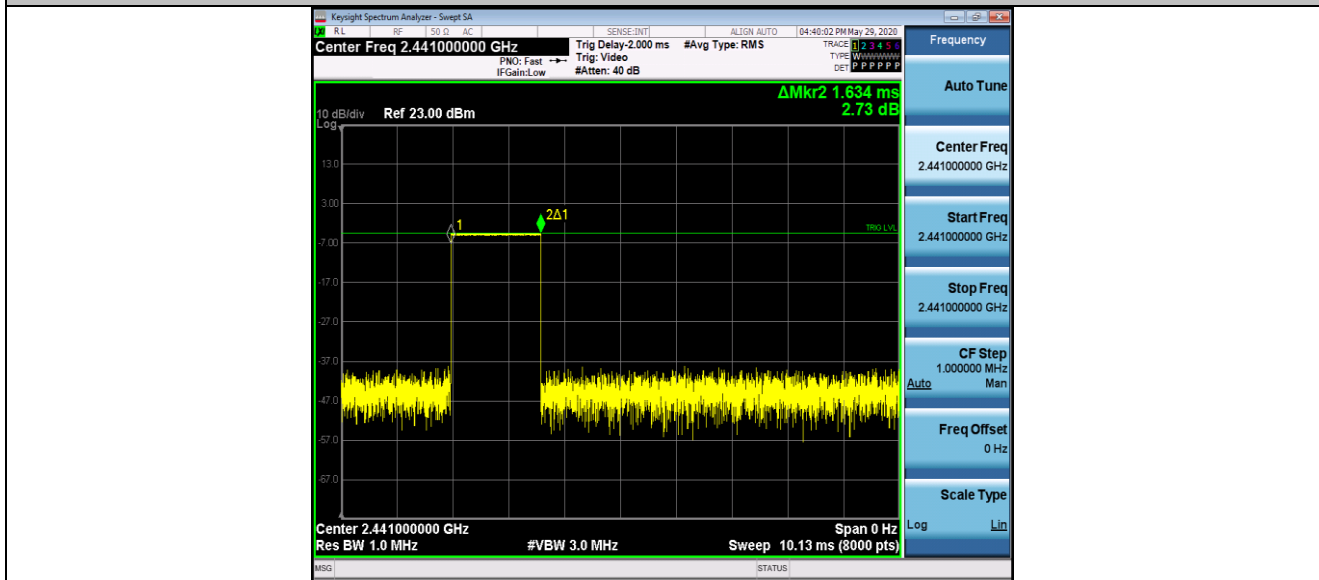 Keysight Spectrum Analyzer - Swept SA
RL RF 50 Ω AC SENSE:INT ALIGN AUTO 04:40:02 PM May 29, 2020
Center Freq 2.441000000 GHz
PNO: Fast
IFGain:Low
Trig Delay-2.000 ms
Trig: Video
#Atten: 40 dB
#Avg Type: RMS
TRACE 1 2 3 4 5 6
TYPE WWWWWW
DET P P P P P P
ΔMkr2 1.634 ms
2.73 dB
10 dB/div Ref 23.00 dBm
Log
13.0
3.00
-7.00
-17.0
-27.0
-37.0
-47.0
-57.0
-67.0
1
2Δ1
TRIG LVL
Center 2.441000000 GHz Span 0 Hz
Res BW 1.0 MHz #VBW 3.0 MHz Sweep 10.13 ms (8000 pts)
MSG STATUS
Frequency
Auto Tune
Center Freq
2.441000000 GHz
Start Freq
2.441000000 GHz
Stop Freq
2.441000000 GHz
CF Step
1.000000 MHz
Auto Man
Freq Offset
0 Hz
Scale Type
Log Lin